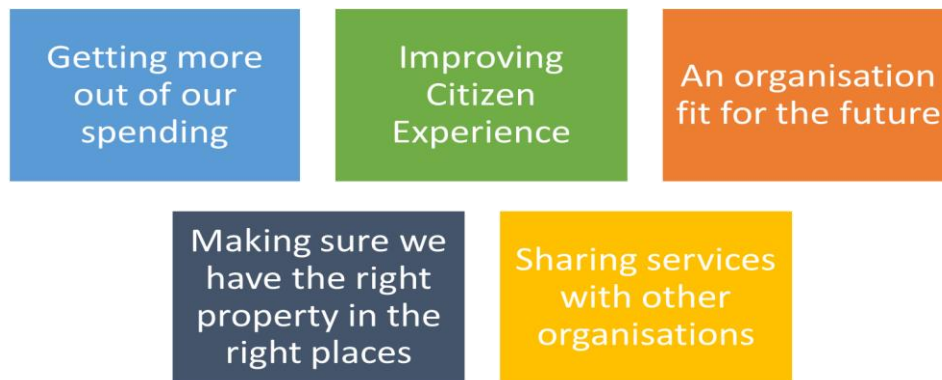 Getting more
out of our
spending
Improving
Citizen
Experience
An organisation
fit for the future
Making sure we
have the right
property in the
right places
Sharing services
with other
organisations